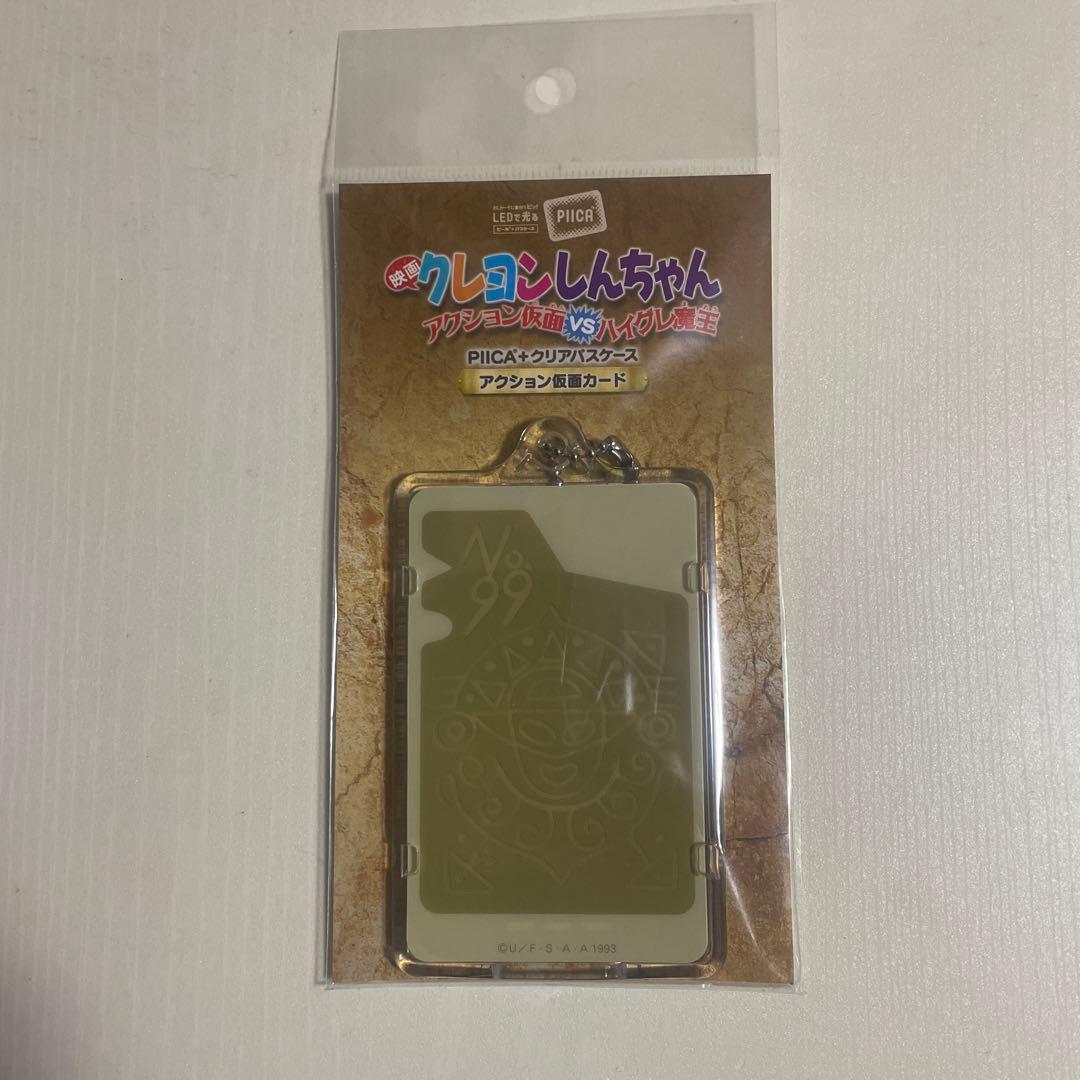 LEDで光る
PIICA
映画
クレヨンしんちゃん
アクション仮面VSハイグレ魔王
PIICA+クリアパスケース
アクション仮面カード
No.
99
©U/F・S・A・A 1993